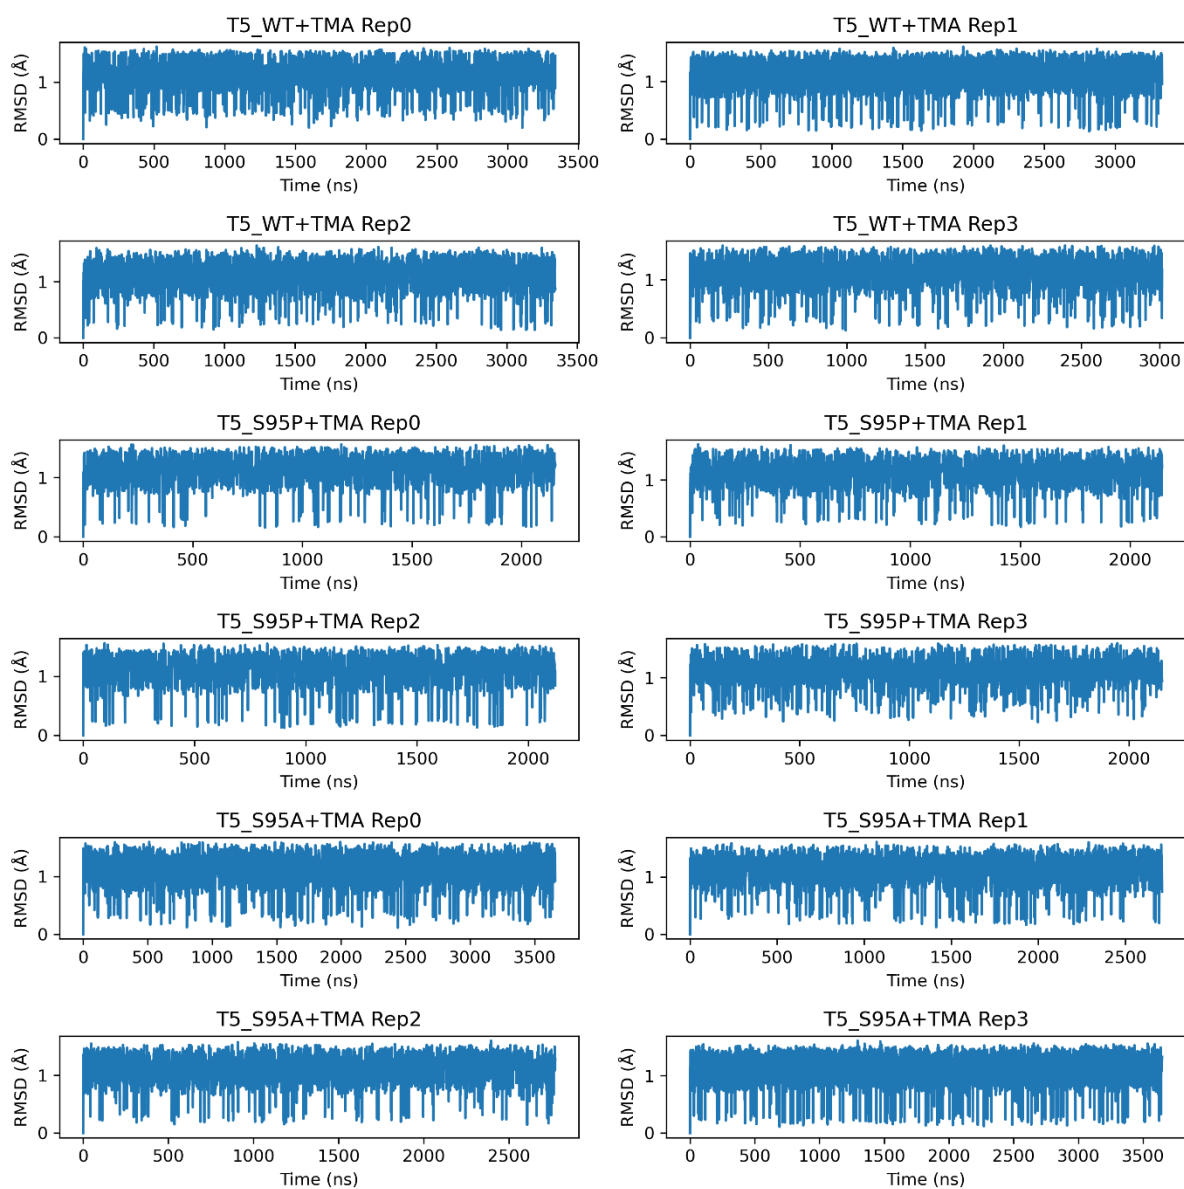 T5_WT+TMA Rep0
RMSD (Å)
1
0
0 500 1000 1500 2000 2500 3000 3500
Time (ns)
T5_WT+TMA Rep1
RMSD (Å)
1
0
0 500 1000 1500 2000 2500 3000
Time (ns)
T5_WT+TMA Rep2
RMSD (Å)
1
0
0 500 1000 1500 2000 2500 3000 3500
Time (ns)
T5_WT+TMA Rep3
RMSD (Å)
1
0
0 500 1000 1500 2000 2500 3000
Time (ns)
T5_S95P+TMA Rep0
RMSD (Å)
1
0
0 500 1000 1500 2000
Time (ns)
T5_S95P+TMA Rep1
RMSD (Å)
1
0
0 500 1000 1500 2000
Time (ns)
T5_S95P+TMA Rep2
RMSD (Å)
1
0
0 500 1000 1500 2000
Time (ns)
T5_S95P+TMA Rep3
RMSD (Å)
1
0
0 500 1000 1500 2000
Time (ns)
T5_S95A+TMA Rep0
RMSD (Å)
1
0
0 500 1000 1500 2000 2500 3000 3500
Time (ns)
T5_S95A+TMA Rep1
RMSD (Å)
1
0
0 500 1000 1500 2000 2500
Time (ns)
T5_S95A+TMA Rep2
RMSD (Å)
1
0
0 500 1000 1500 2000 2500
Time (ns)
T5_S95A+TMA Rep3
RMSD (Å)
1
0
0 500 1000 1500 2000 2500 3000 3500
Time (ns)